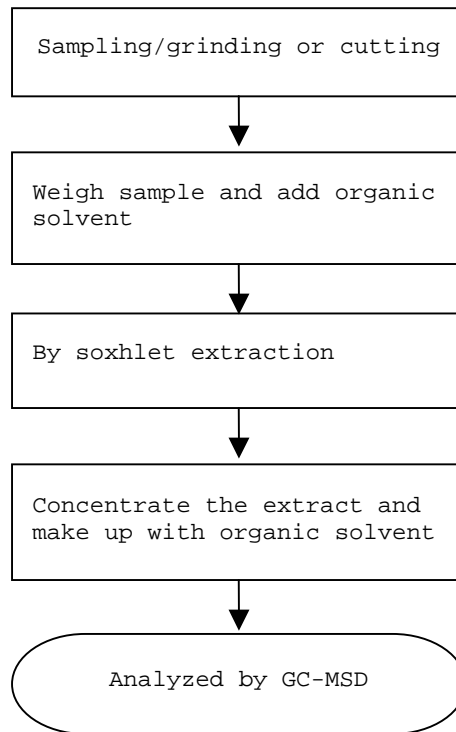 Sampling/grinding or cutting
Weigh sample and add organic
solvent
By soxhlet extraction
Concentrate the extract and
make up with organic solvent
Analyzed by GC-MSD